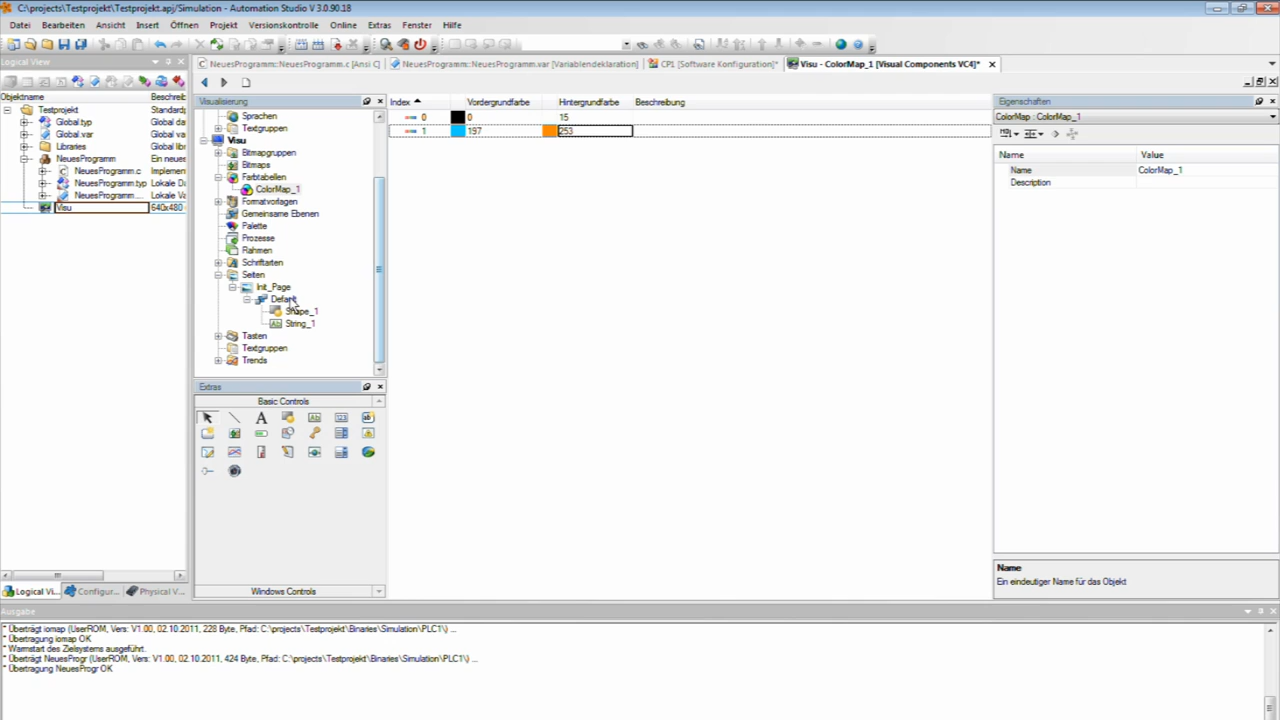 C:\projects\Testprojekt\Testprojekt.apj/Simulation - Automation Studio V 3.0.90.18
Datei Bearbeiten Ansicht Insert Öffnen Projekt Versionskontrolle Online Extras Fenster Hilfe
Logical View
NeuesProgramm::NeuesProgramm.c [Ansi C]
NeuesProgramm::NeuesProgramm.var [Variablendeklaration]
CP1 [Software Konfiguration]*
Visu - ColorMap_1 [Visual Components VC4]*
Objektname Beschreib
Testprojekt Standardp
Global.typ Global da
Global.var Global va
Libraries Global libr
NeuesProgramm Ein neues
NeuesProgramm.c Implemen
NeuesProgramm.typ Lokale Da
NeuesProgramm.... Lokale Va
Visu 640x480
Logical Vi... Configur... Physical V...
Visualisierung
Sprachen
Textgruppen
Visu
Bitmapgruppen
Bitmaps
Farbtabellen
ColorMap_1
Formatvorlagen
Gemeinsame Ebenen
Palette
Prozesse
Rahmen
Schriftarten
Seiten
Init_Page
Default
Shape_1
String_1
Tasten
Textgruppen
Trends
Extras
Basic Controls
Windows Controls
Index Vordergrundfarbe Hintergrundfarbe Beschreibung
0 0 15
1 197 253
Eigenschaften
ColorMap : ColorMap_1
Name Value
Name ColorMap_1
Description
Name
Ein eindeutiger Name für das Objekt
Ausgabe
* Überträgt iomap (UserROM, Vers: V1.00, 02.10.2011, 228 Byte, Pfad: C:\projects\Testprojekt\Binaries\Simulation\PLC1\) ...
* Übertragung iomap OK
* Warmstart des Zielsystems ausgeführt.
* Überträgt NeuesProgr (UserROM, Vers: V1.00, 02.10.2011, 424 Byte, Pfad: C:\projects\Testprojekt\Binaries\Simulation\PLC1\) ...
* Übertragung NeuesProgr OK